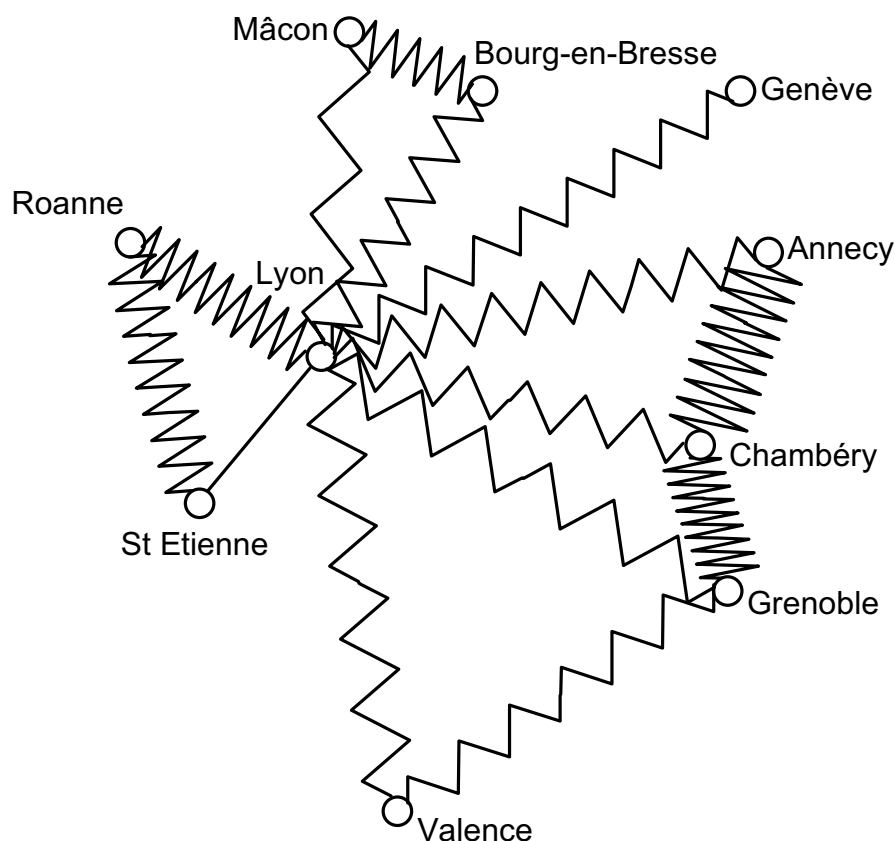 Mâcon
Bourg-en-Bresse
Genève
Roanne
Lyon
Annecy
Chambéry
St Etienne
Grenoble
Valence